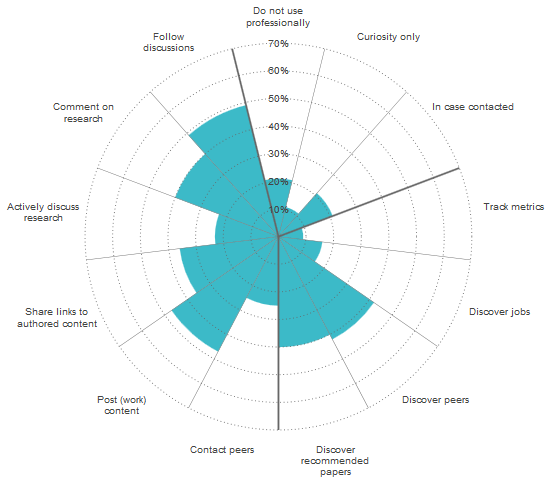 Do not use
professionally
Curiosity only
In case contacted
Track metrics
Discover jobs
Discover peers
Discover
recommended
papers
Contact peers
Post (work)
content
Share links to
authored content
Actively discuss
research
Comment on
research
Follow
discussions
70%
60%
50%
40%
30%
20%
10%